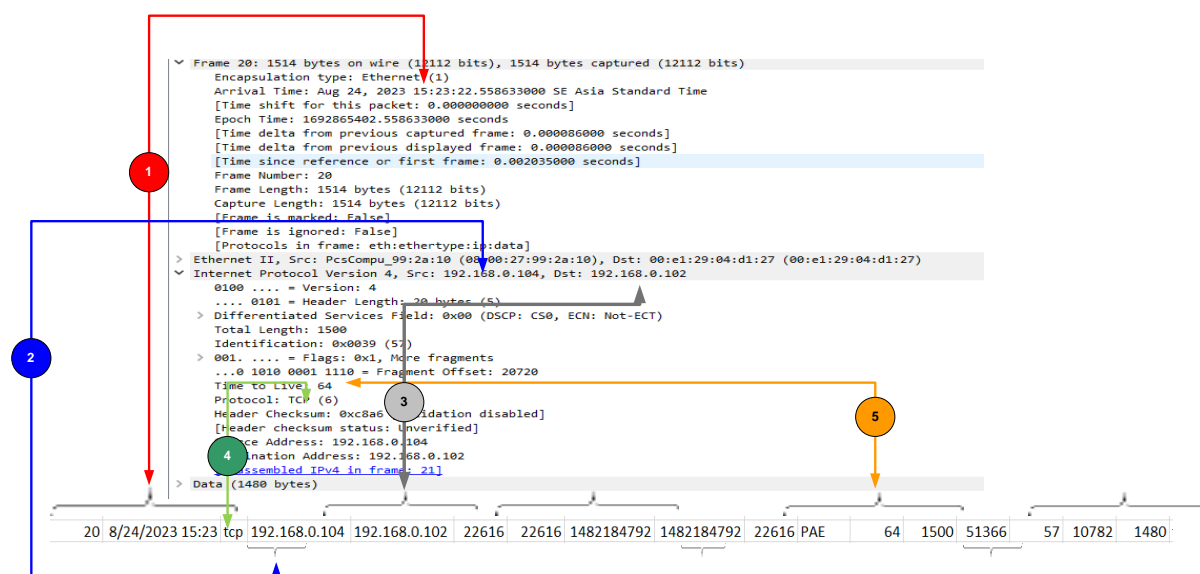 Frame 20: 1514 bytes on wire (12112 bits), 1514 bytes captured (12112 bits)
Encapsulation type: Ethernet (1)
Arrival Time: Aug 24, 2023 15:23:22.558633000 SE Asia Standard Time
[Time shift for this packet: 0.000000000 seconds]
Epoch Time: 1692865402.558633000 seconds
[Time delta from previous captured frame: 0.000086000 seconds]
[Time delta from previous displayed frame: 0.000086000 seconds]
[Time since reference or first frame: 0.002035000 seconds]
1
Frame Number: 20
Frame Length: 1514 bytes (12112 bits)
Capture Length: 1514 bytes (12112 bits)
[Frame is marked: False]
[Frame is ignored: False]
[Protocols in frame: eth:ethertype:ip:data]
Ethernet II, Src: PcsCompu_99:2a:10 (08:00:27:99:2a:10), Dst: 00:e1:29:04:d1:27 (00:e1:29:04:d1:27)
Internet Protocol Version 4, Src: 192.168.0.104, Dst: 192.168.0.102
0100 .... = Version: 4
.... 0101 = Header Length: 20 bytes (5)
Differentiated Services Field: 0x00 (DSCP: CS0, ECN: Not-ECT)
Total Length: 1500
Identification: 0x0039 (57)
2
001. .... = Flags: 0x1, More fragments
...0 1010 0001 1110 = Fragment Offset: 20720
Time to Live: 64
Protocol: TCP (6)
3
Header Checksum: 0xc8a6 idation disabled]
5
[Header checksum status: Unverified]
ce Address: 192.168.0.104
4
ination Address: 192.168.0.102
assembled IPv4 in frame: 21]
Data (1480 bytes)
20 8/24/2023 15:23 tcp 192.168.0.104 192.168.0.102 22616 22616 1482184792 1482184792 22616 PAE 64 1500 51366 57 10782 1480